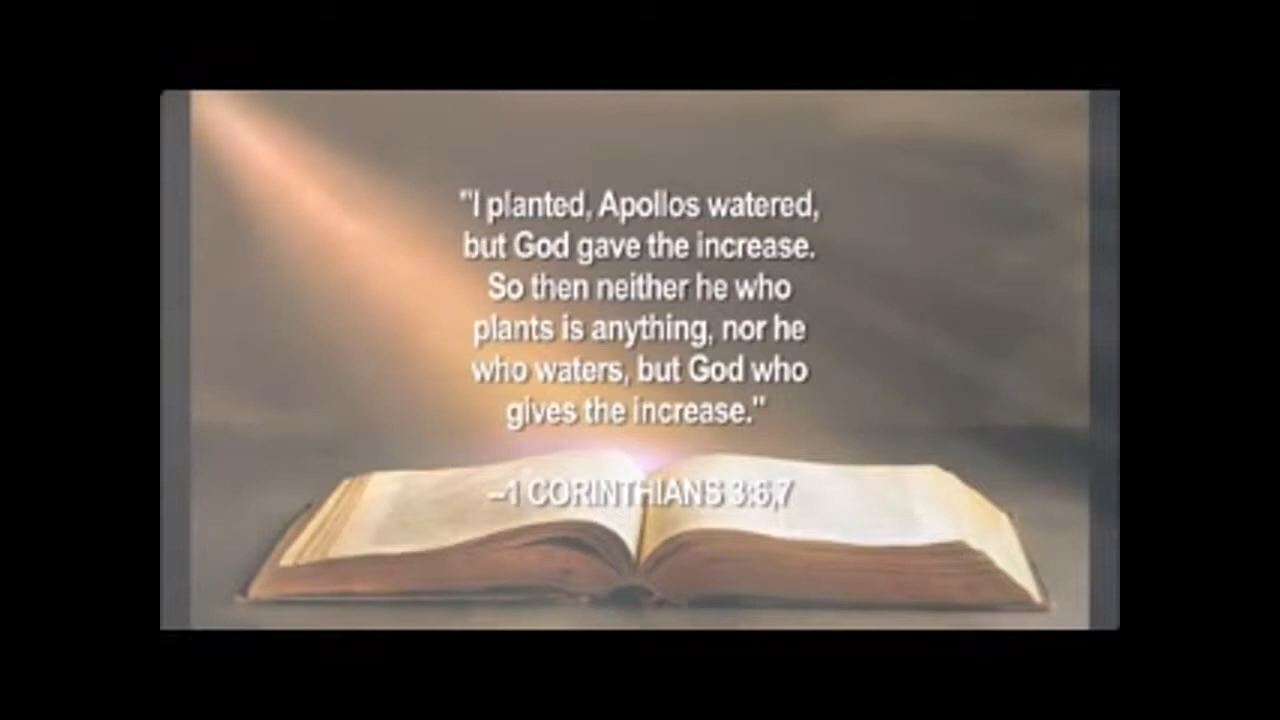 "I planted, Apollos watered,
but God gave the increase.
So then neither he who
plants is anything, nor he
who waters, but God who
gives the increase."
–1 CORINTHIANS 3:6,7